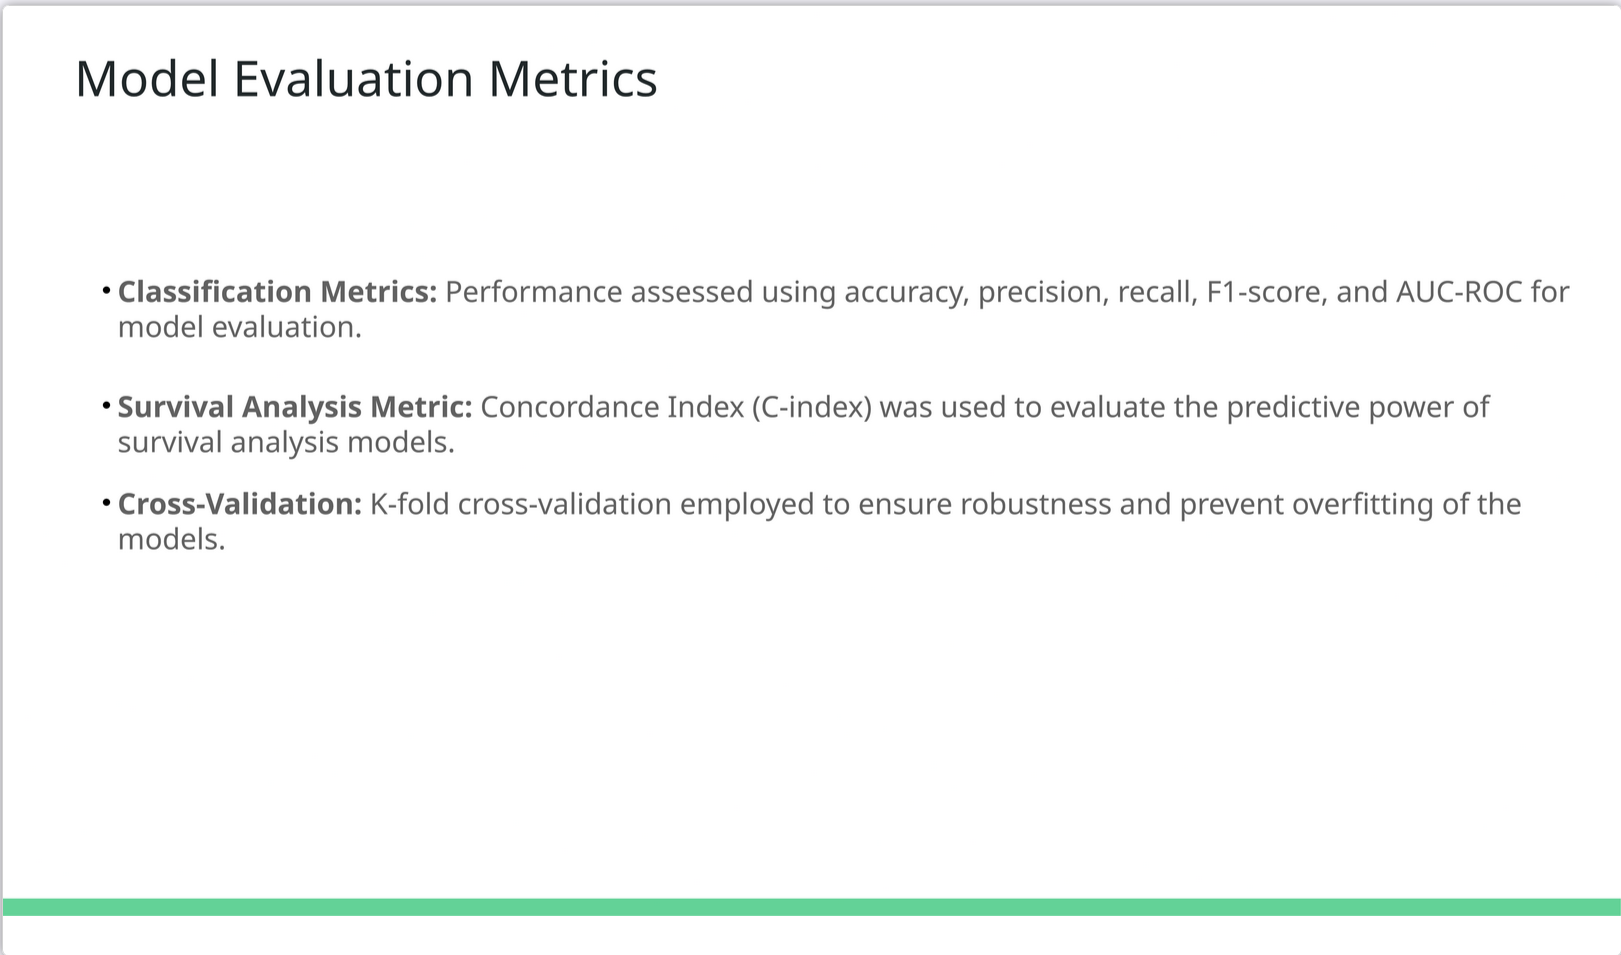 Model Evaluation Metrics
• Classification Metrics: Performance assessed using accuracy, precision, recall, F1-score, and AUC-ROC for
model evaluation.
• Survival Analysis Metric: Concordance Index (C-index) was used to evaluate the predictive power of
survival analysis models.
• Cross-Validation: K-fold cross-validation employed to ensure robustness and prevent overfitting of the
models.